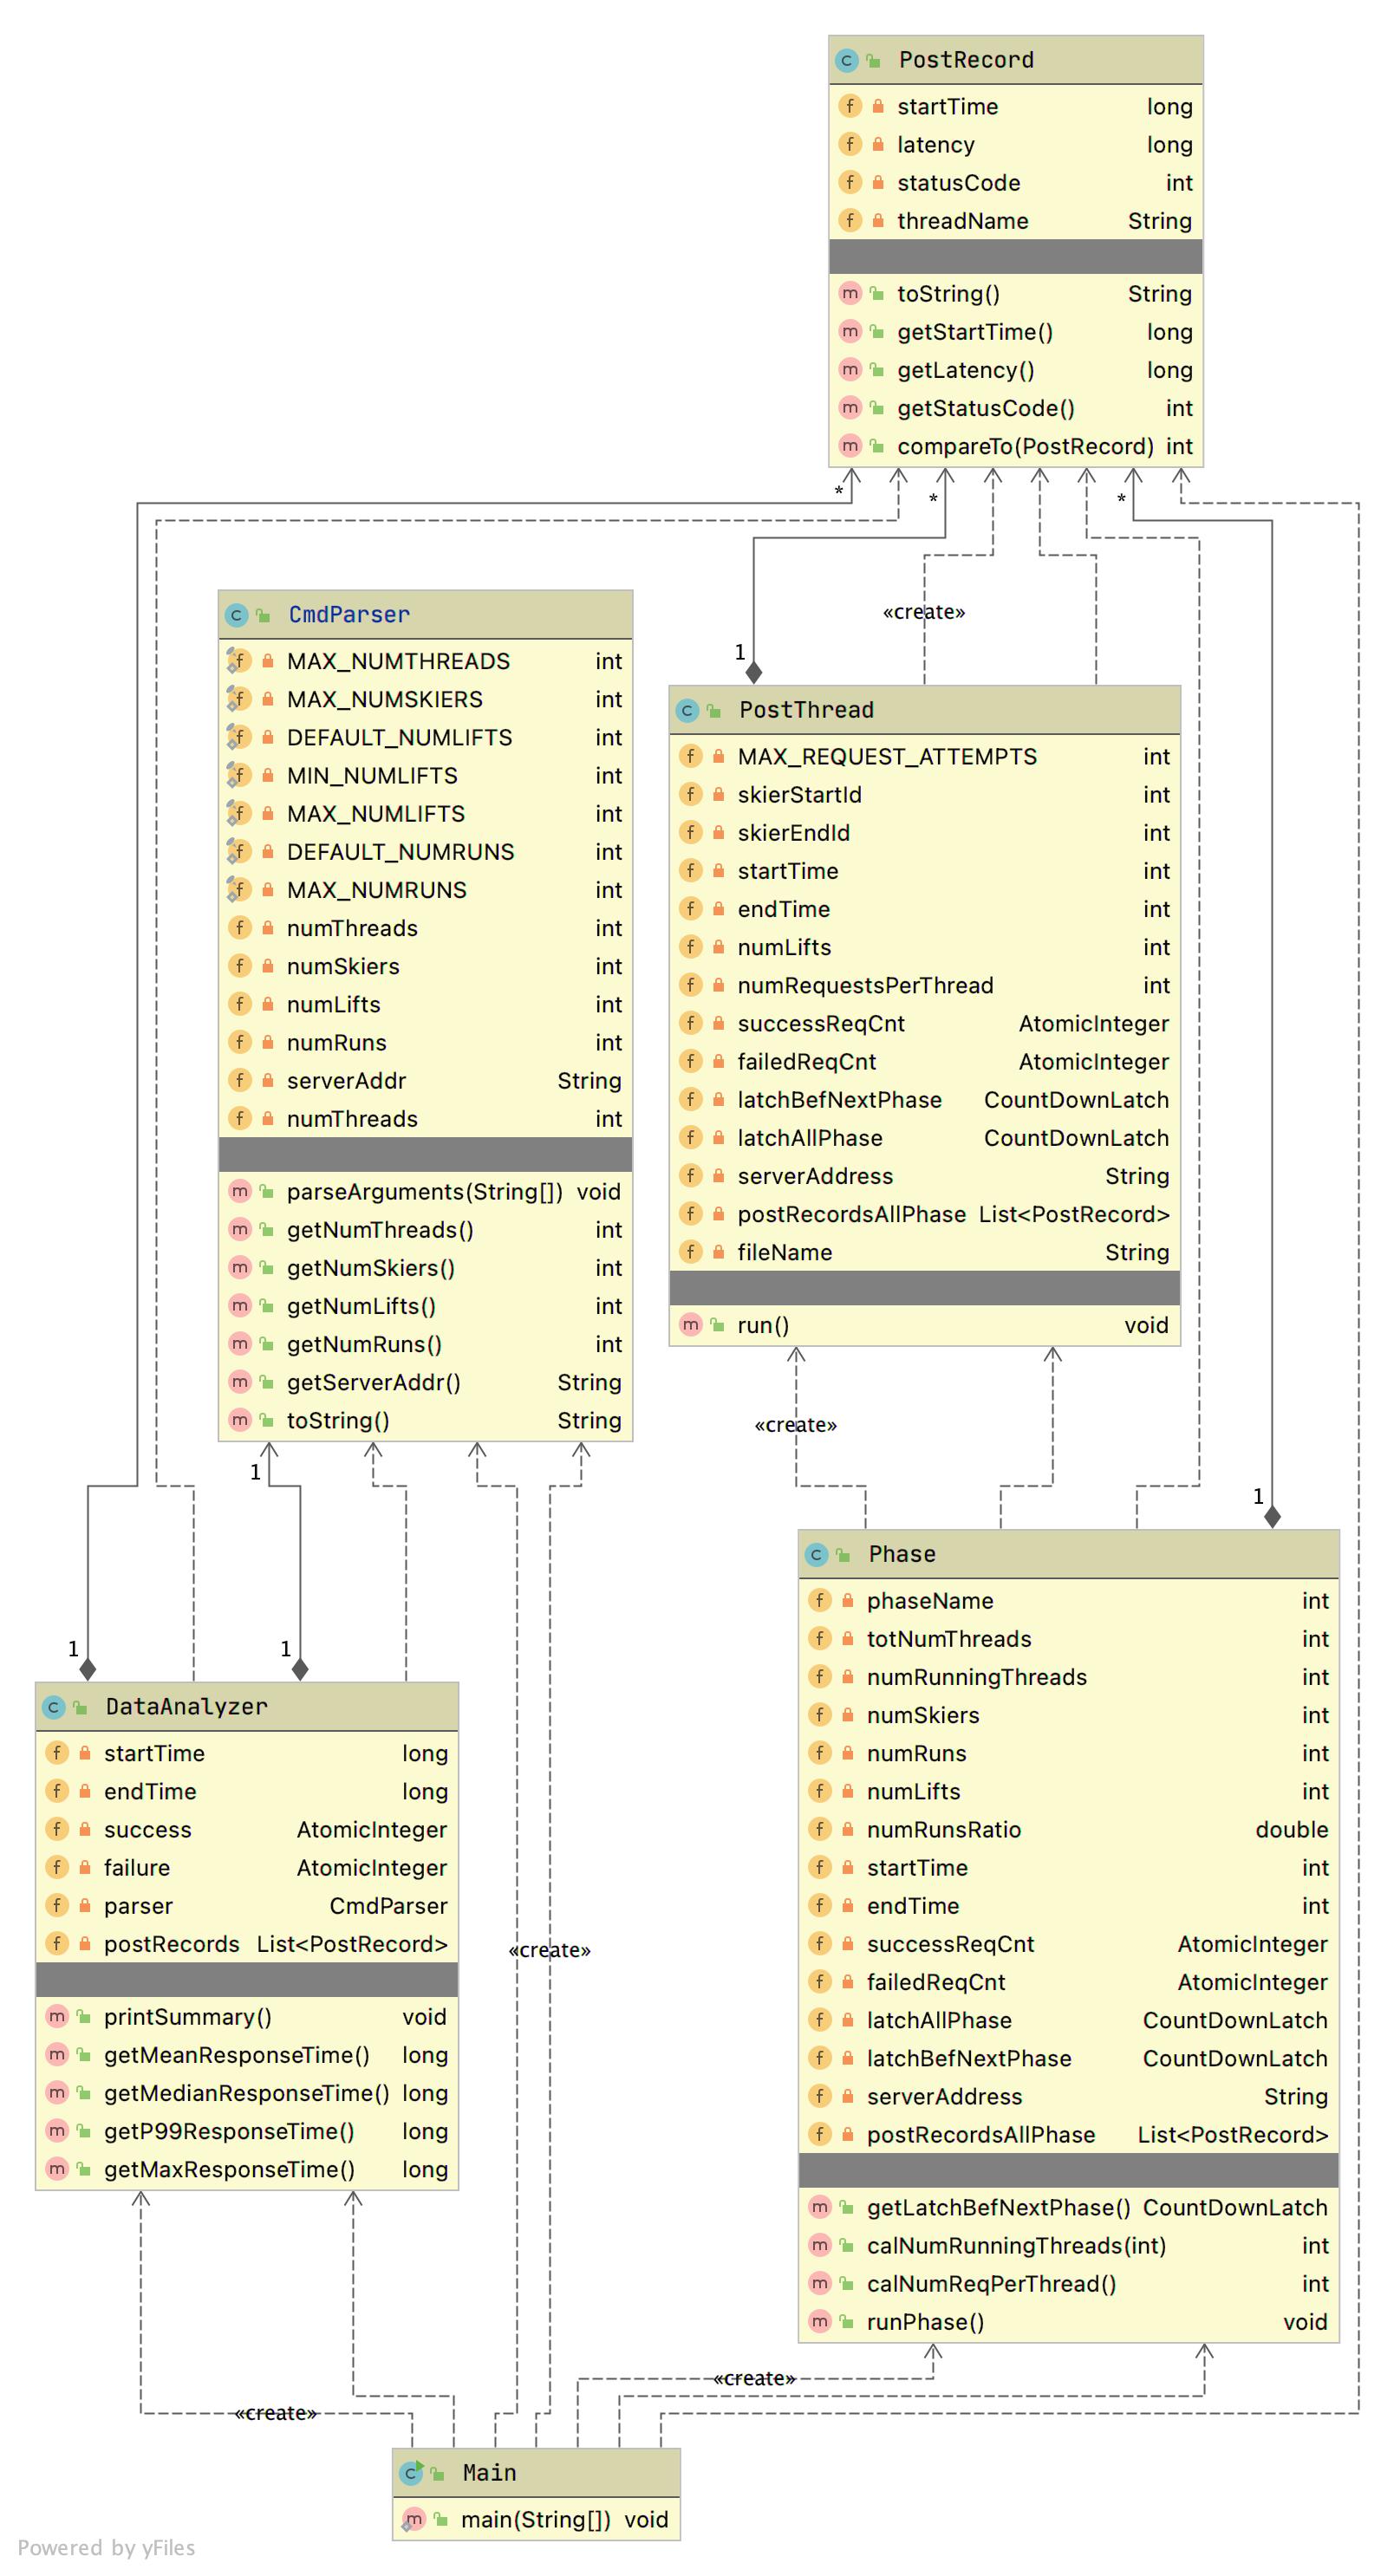 PostRecord
startTime long
latency long
statusCode int
threadName String
toString() String
getStartTime() long
getLatency() long
getStatusCode() int
compareTo(PostRecord) int
* * *
«create»
CmdParser
MAX_NUMTHREADS int
MAX_NUMSKIERS int
DEFAULT_NUMLIFTS int
MIN_NUMLIFTS int
MAX_NUMLIFTS int
DEFAULT_NUMRUNS int
MAX_NUMRUNS int
numThreads int
numSkiers int
numLifts int
numRuns int
serverAddr String
numThreads int
parseArguments(String[]) void
getNumThreads() int
getNumSkiers() int
getNumLifts() int
getNumRuns() int
getServerAddr() String
toString() String
1
PostThread
MAX_REQUEST_ATTEMPTS int
skierStartId int
skierEndId int
startTime int
endTime int
numLifts int
numRequestsPerThread int
successReqCnt AtomicInteger
failedReqCnt AtomicInteger
latchBefNextPhase CountDownLatch
latchAllPhase CountDownLatch
serverAddress String
postRecordsAllPhase List<PostRecord>
fileName String
run() void
«create»
1
1
Phase
phaseName int
totNumThreads int
numRunningThreads int
numSkiers int
numRuns int
numLifts int
numRunsRatio double
startTime int
endTime int
successReqCnt AtomicInteger
failedReqCnt AtomicInteger
latchAllPhase CountDownLatch
latchBefNextPhase CountDownLatch
serverAddress String
postRecordsAllPhase List<PostRecord>
getLatchBefNextPhase() CountDownLatch
calNumRunningThreads(int) int
calNumReqPerThread() int
runPhase() void
1 1
DataAnalyzer
startTime long
endTime long
success AtomicInteger
failure AtomicInteger
parser CmdParser
postRecords List<PostRecord>
printSummary() void
getMeanResponseTime() long
getMedianResponseTime() long
getP99ResponseTime() long
getMaxResponseTime() long
«create»
«create»
«create»
Main
main(String[]) void
Powered by yFiles